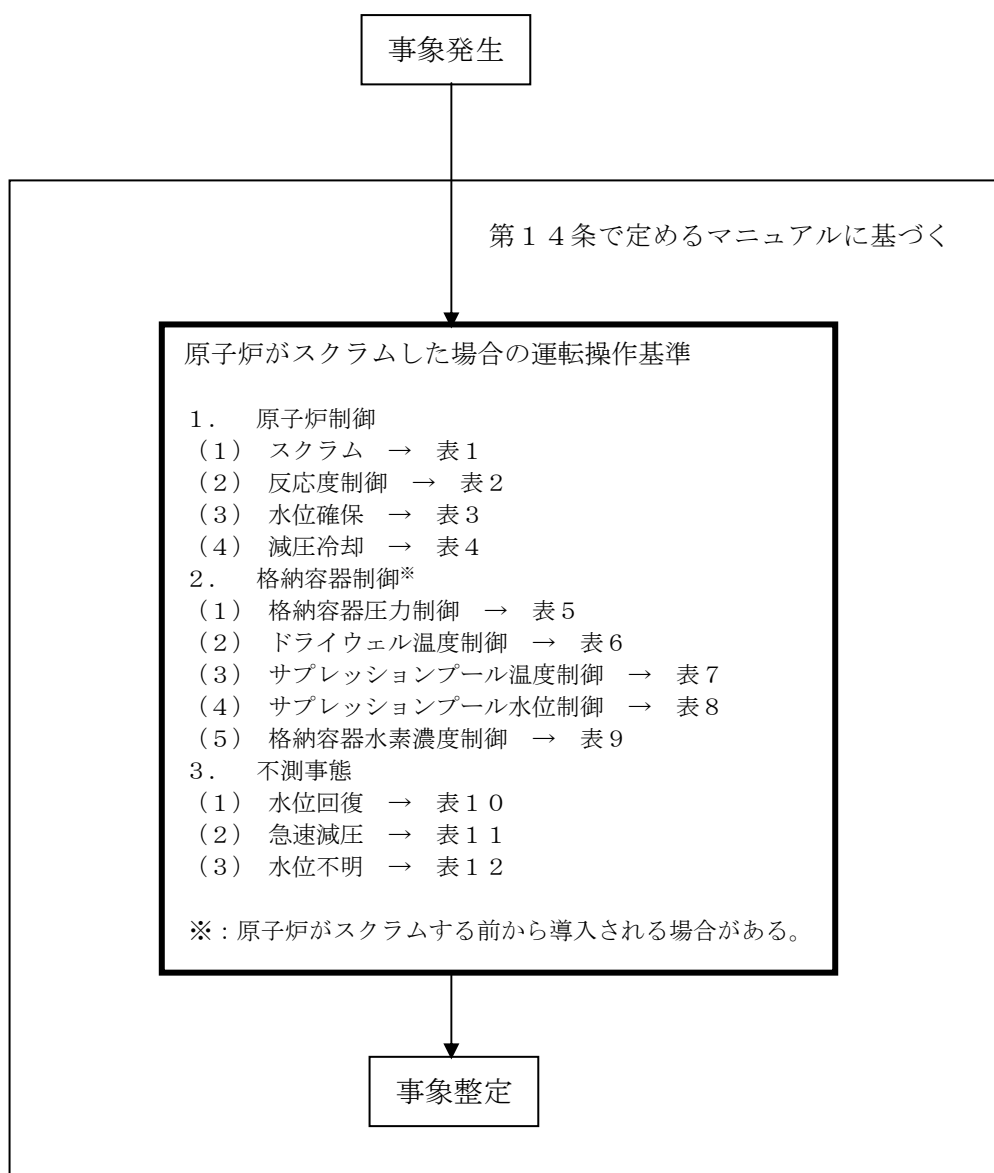 事象発生
第１４条で定めるマニュアルに基づく
原子炉がスクラムした場合の運転操作基準
１．　原子炉制御
（１）　スクラム　→　表１
（２）　反応度制御　→　表２
（３）　水位確保　→　表３
（４）　減圧冷却　→　表４
２．　格納容器制御※
（１）　格納容器圧力制御　→　表５
（２）　ドライウェル温度制御　→　表６
（３）　サプレッションプール温度制御　→　表７
（４）　サプレッションプール水位制御　→　表８
（５）　格納容器水素濃度制御　→　表９
３．　不測事態
（１）　水位回復　→　表１０
（２）　急速減圧　→　表１１
（３）　水位不明　→　表１２
※：原子炉がスクラムする前から導入される場合がある。
事象整定